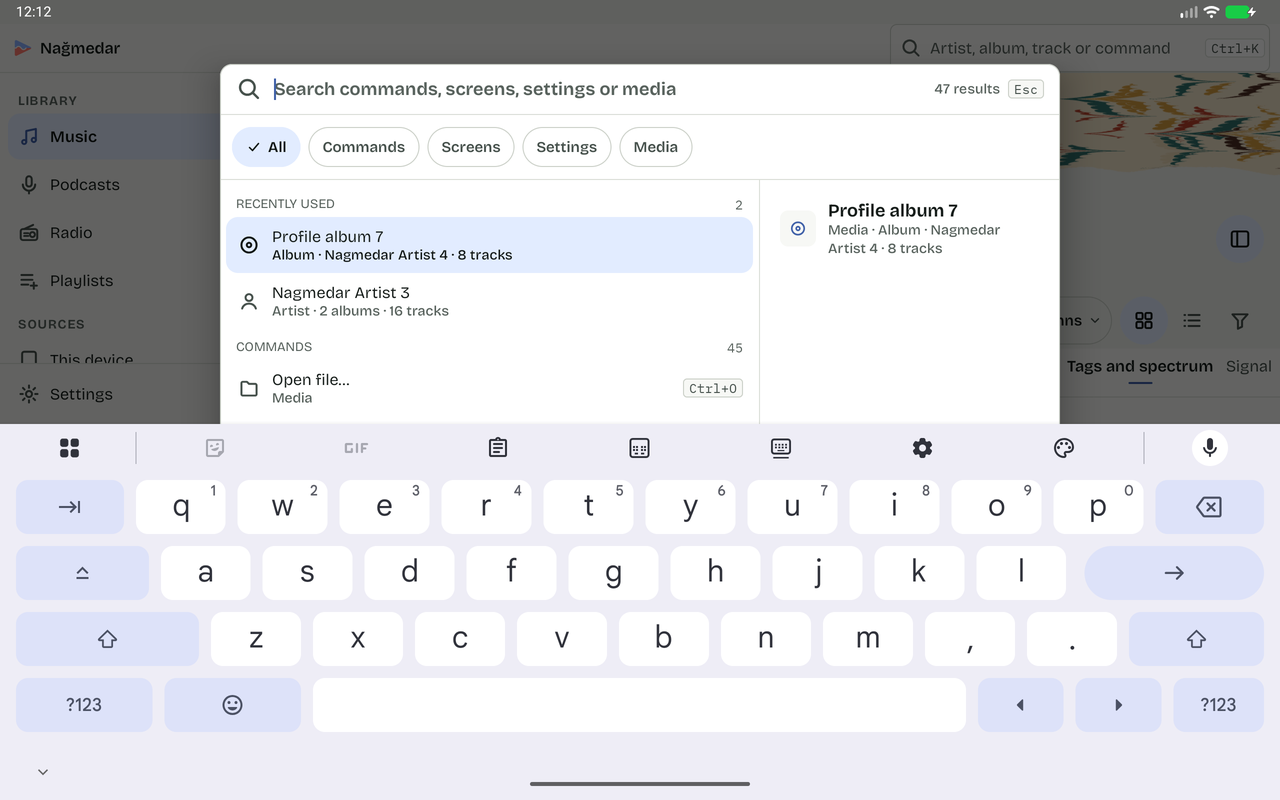 12:12
Nağmedar
Artist, album, track or command
Ctrl+K
Search commands, screens, settings or media
47 results
Esc
LIBRARY
Music
Podcasts
Radio
Playlists
SOURCES
This device
Settings
All
Commands
Screens
Settings
Media
RECENTLY USED
2
Profile album 7
Album · Nagmedar Artist 4 · 8 tracks
Nagmedar Artist 3
Artist · 2 albums · 16 tracks
COMMANDS
45
Open file...
Media
Ctrl+O
Profile album 7
Media · Album · Nagmedar
Artist 4 · 8 tracks
Tags and spectrum
Signal
GIF
q 1 w 2 e 3 r 4 t 5 y 6 u 7 i 8 o 9 p 0
a s d f g h j k l
z x c v b n m , .
?123
?123